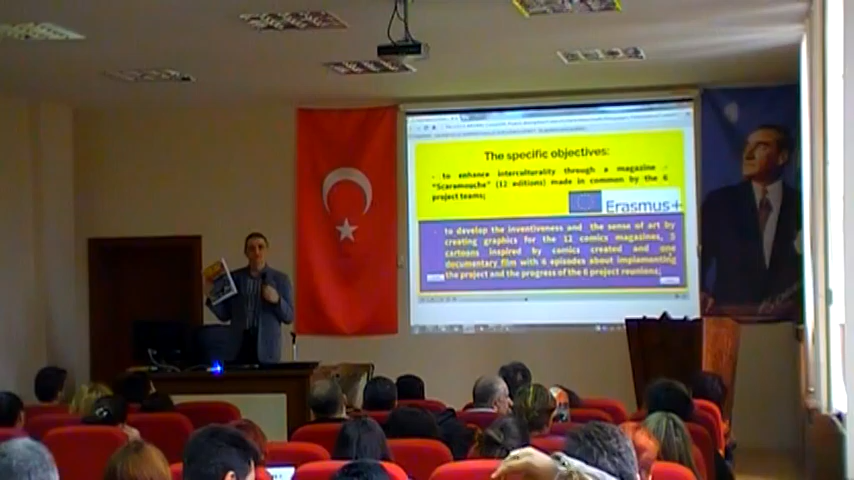 The specific objectives:
- to enhance interculturality through a magazine -
"Scaramouche" (12 editions) made in common by the 6
project teams;
Erasmus+
- to develop the inventiveness and the sense of art by
creating graphics for the 12 comics magazines, 3
cartoons inspired by comics created and one
documentary film with 6 episodes about implementing
the project and the progress of the 6 project reunions;